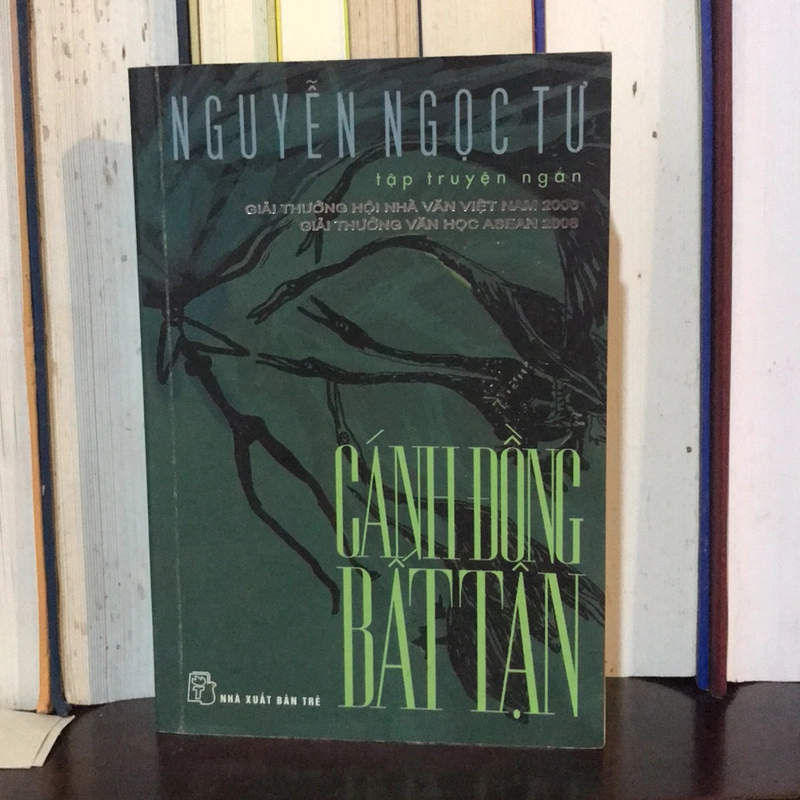 NGUYỄN NGỌC TƯ
tập truyện ngắn
GIẢI THƯỞNG HỘI NHÀ VĂN VIỆT NAM 2006
GIẢI THƯỞNG VĂN HỌC ASEAN 2008
CÁNH ĐỒNG
BẤT TẬN
NHÀ XUẤT BẢN TRẺ